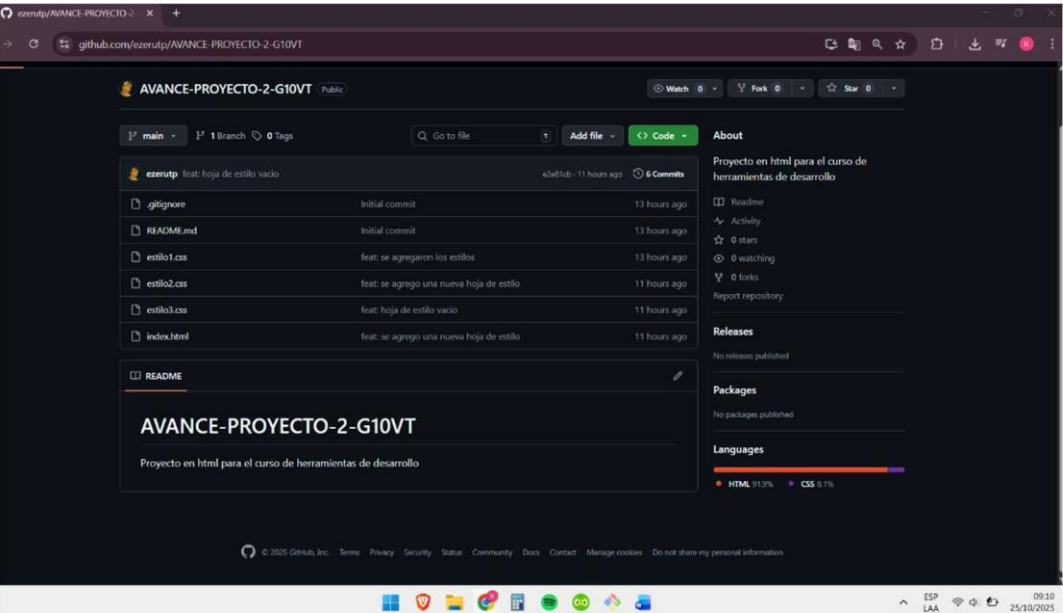 ezerutp/AVANCE-PROYECTO-2
github.com/ezerutp/AVANCE-PROYECTO-2-G10VT
K
AVANCE-PROYECTO-2-G10VT Public
Watch 0 Fork 0 Star 0
main 1 Branch 0 Tags Go to file t Add file Code
ezerutp feat: hoja de estilo vacio e2e81cb · 11 hours ago 6 Commits
.gitignore Initial commit 13 hours ago
README.md Initial commit 13 hours ago
estilo1.css feat: se agregaron los estilos 13 hours ago
estilo2.css feat: se agrego una nueva hoja de estilo 11 hours ago
estilo3.css feat: hoja de estilo vacio 11 hours ago
index.html feat: se agrego una nueva hoja de estilo 11 hours ago
README
AVANCE-PROYECTO-2-G10VT
Proyecto en html para el curso de herramientas de desarollo
About
Proyecto en html para el curso de
herramientas de desarollo
Readme
Activity
0 stars
0 watching
0 forks
Report repository
Releases
No releases published
Packages
No packages published
Languages
HTML 91.9% CSS 8.1%
© 2025 GitHub, Inc. Terms Privacy Security Status Community Docs Contact Manage cookies Do not share my personal information
ESP
LAA
09:10
25/10/2025